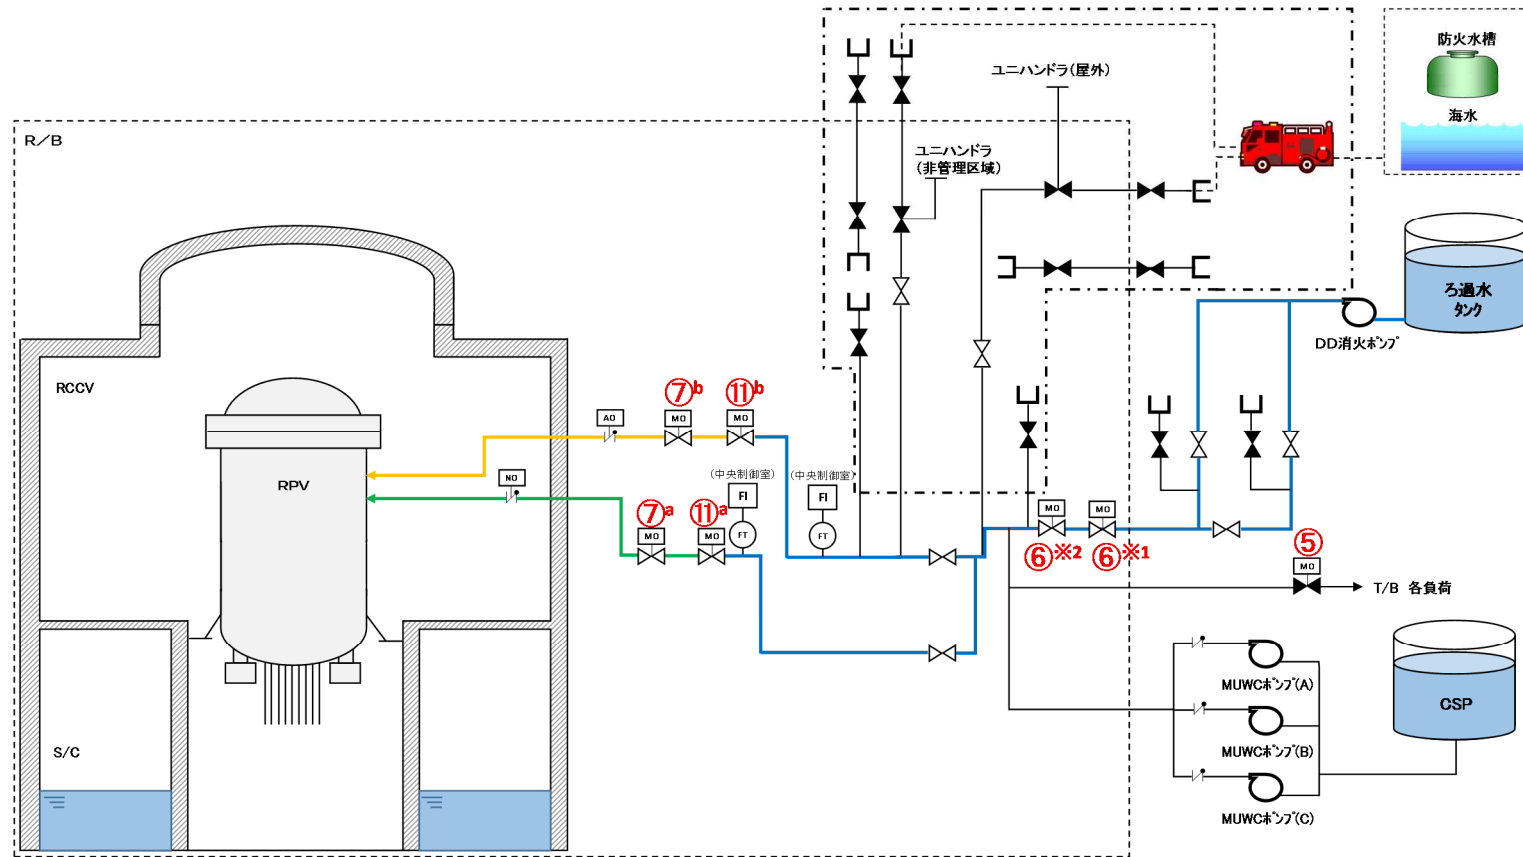 防火水槽
海水
ユニハンドラ(屋外)
R/B
ユニハンドラ
(非管理区域)
ろ過水
タンク
DD消火ポンプ
RCCV
⑦b
⑪b
AO
MO
MO
(中央制御室)
(中央制御室)
RPV
NO
FI
FI
⑦a
⑪a
MO
MO
FT
FT
MO
MO
⑥※2
⑥※1
⑤
MO
T/B 各負荷
MUWCポンプ(A)
CSP
S/C
MUWCポンプ(B)
MUWCポンプ(C)